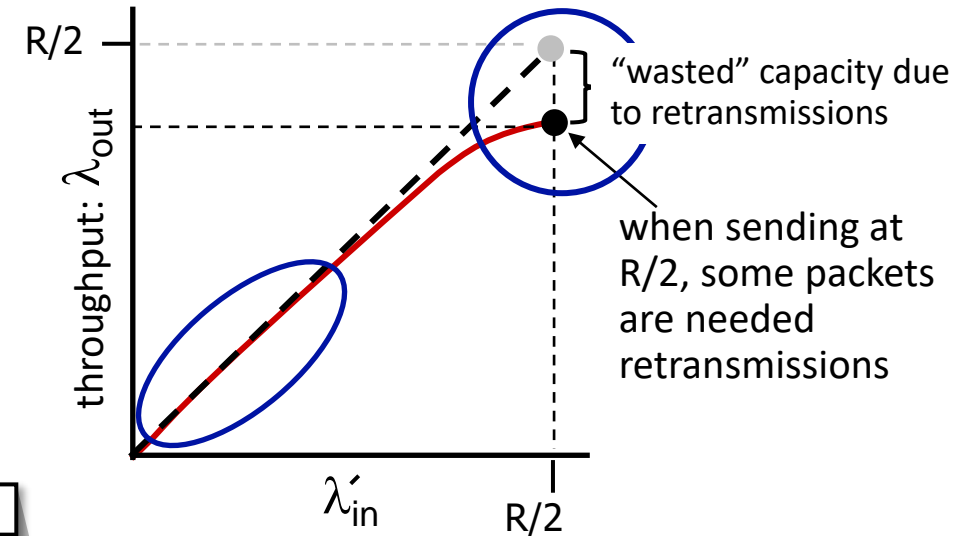 R/2
“wasted” capacity due
to retransmissions
throughput: λout
when sending at
R/2, some packets
are needed
retransmissions
λ′in
R/2